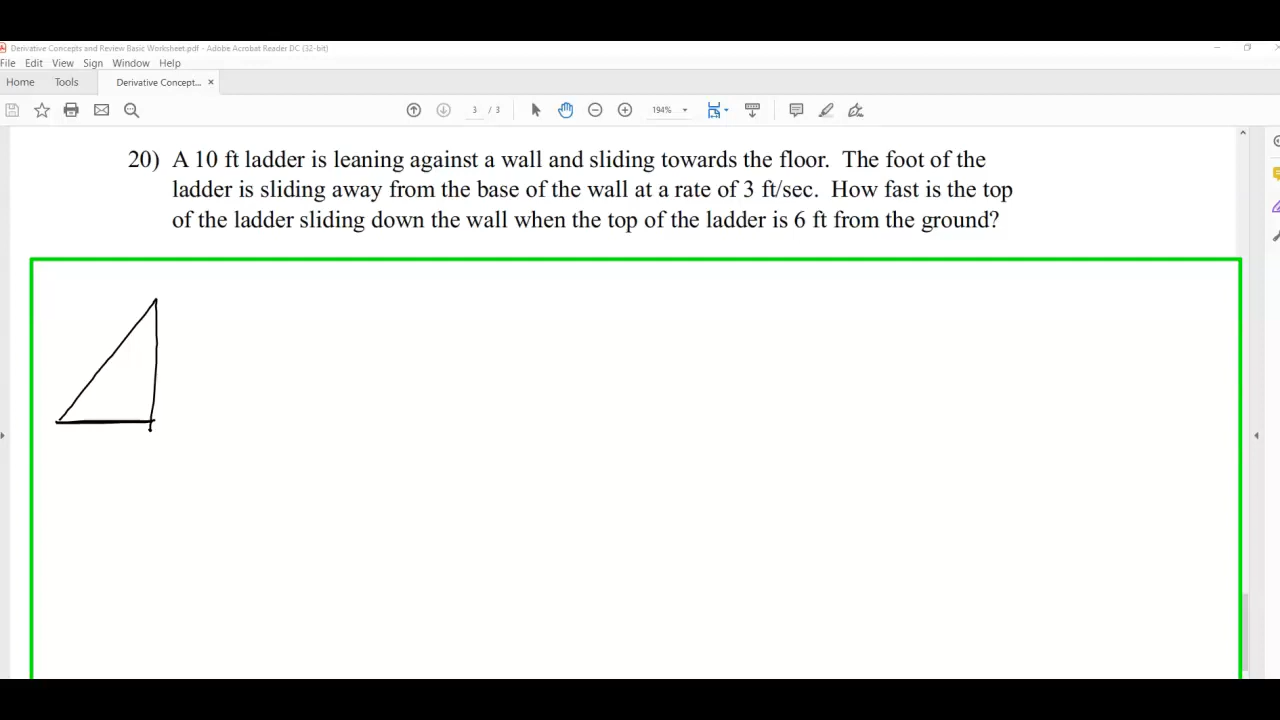 Derivative Concepts and Review Basic Worksheet.pdf - Adobe Acrobat Reader DC (32-bit)
File Edit View Sign Window Help
Home Tools Derivative Concept... ×
3 / 3 194%
20) A 10 ft ladder is leaning against a wall and sliding towards the floor. The foot of the
ladder is sliding away from the base of the wall at a rate of 3 ft/sec. How fast is the top
of the ladder sliding down the wall when the top of the ladder is 6 ft from the ground?